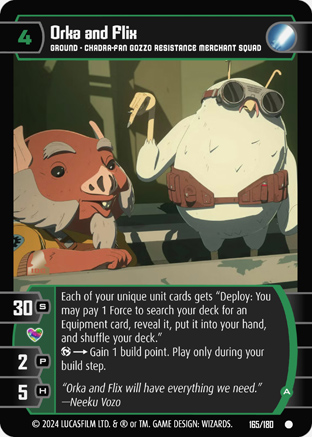 4
Orka and Flix
GROUND - CHADRA-FAN GOZZO RESISTANCE MERCHANT SQUAD
30 S
2 P
5 H
Each of your unique unit cards gets “Deploy: You
may pay 1 Force to search your deck for an
Equipment card, reveal it, put it into your hand,
and shuffle your deck.”
Gain 1 build point. Play only during your
build step.
“Orka and Flix will have everything we need.”
—Neeku Vozo
A
© 2024 LUCASFILM LTD. & ® or TM. GAME DESIGN: WIZARDS.
165/180